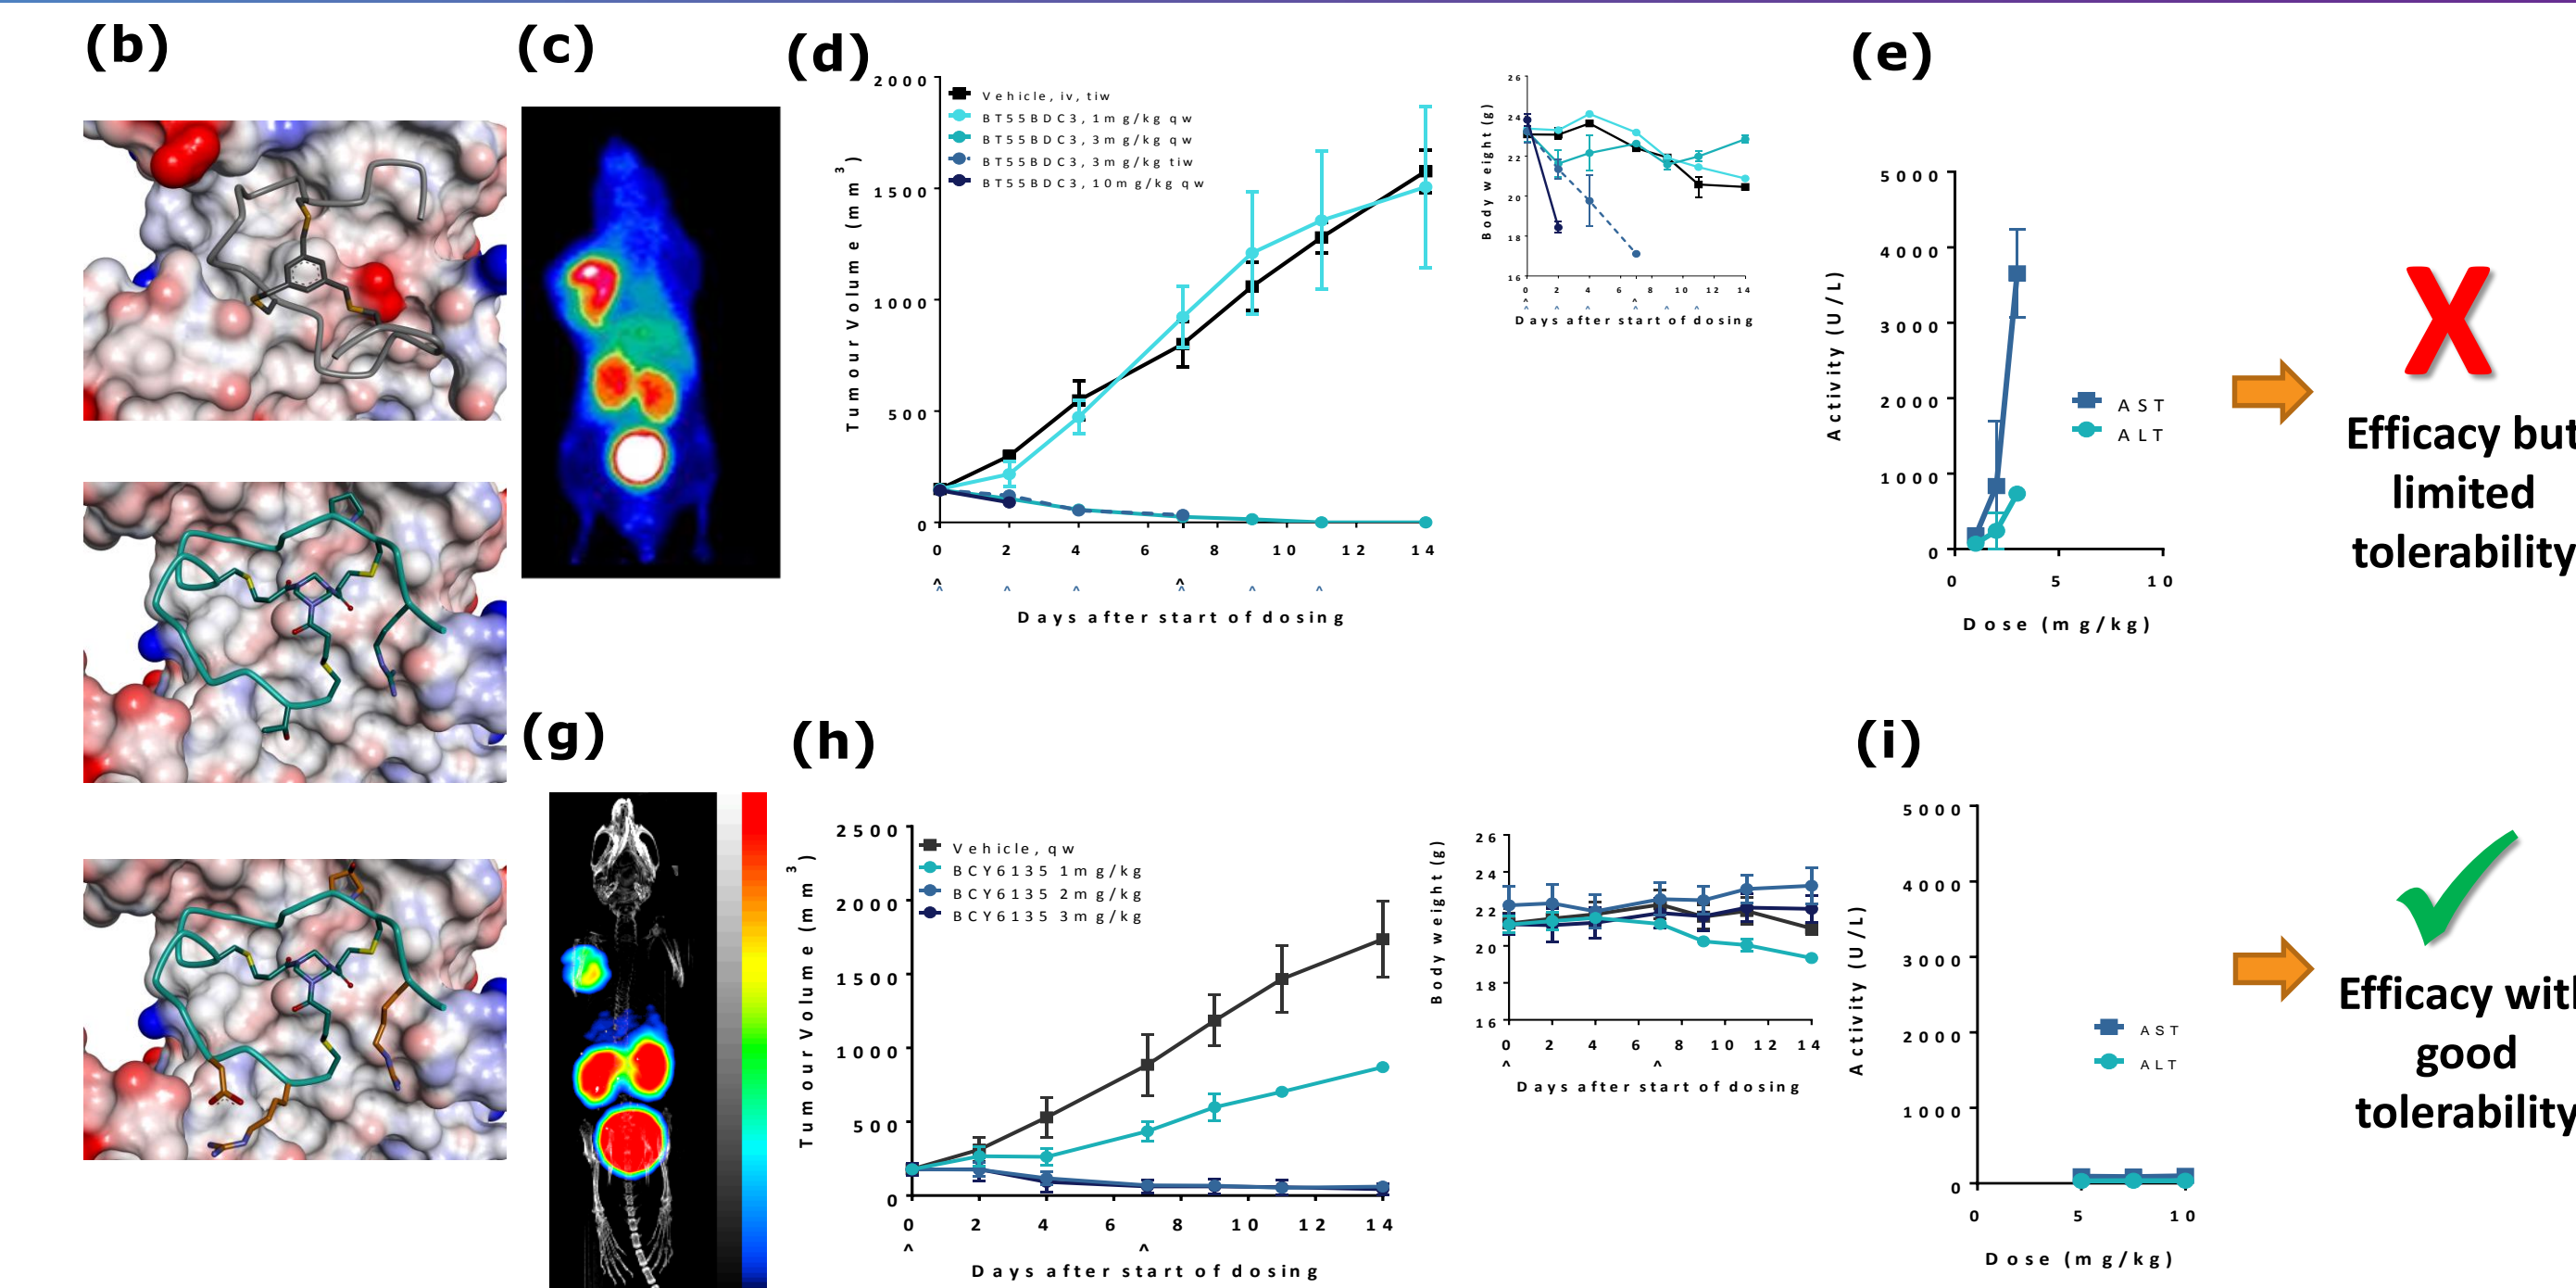 (b)
(c)
(d)
Tumour Volume (mm³)
2000
1500
1000
500
0
Vehicle, iv, tiw
BT55BDC3, 1mg/kg qw
BT55BDC3, 3mg/kg qw
BT55BDC3, 3mg/kg tiw
BT55BDC3, 10mg/kg qw
0 2 4 6 8 10 12 14
^ ^
^ ^ ^ ^ ^ ^
Days after start of dosing
Body weight (g)
26
24
22
20
18
16
0 2 4 6 8 10 12 14
^ ^
^ ^ ^ ^ ^ ^
Days after start of dosing
(e)
Activity (U/L)
5000
4000
3000
2000
1000
0
AST
ALT
0 5 10
Dose (mg/kg)
X
Efficacy but
limited
tolerability
(g)
(h)
Tumour Volume (mm³)
2500
2000
1500
1000
500
0
Vehicle, qw
BCY6135 1mg/kg
BCY6135 2mg/kg
BCY6135 3mg/kg
0 2 4 6 8 10 12 14
^ ^
Days after start of dosing
Body weight (g)
26
24
22
20
18
16
0 2 4 6 8 10 12 14
^ ^
Days after start of dosing
(i)
Activity (U/L)
5000
4000
3000
2000
1000
0
AST
ALT
0 5 10
Dose (mg/kg)
Efficacy with
good
tolerability